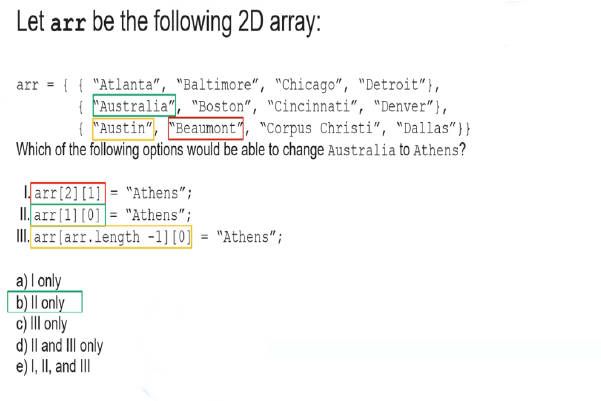 Let arr be the following 2D array:
arr = { { “Atlanta”, “Baltimore”, “Chicago”, “Detroit”},
{ “Australia”, “Boston”, “Cincinnati”, “Denver”},
{ “Austin”, “Beaumont”, “Corpus Christi”, “Dallas”}}
Which of the following options would be able to change Australia to Athens?
I. arr[2][1] = “Athens”;
II. arr[1][0] = “Athens”;
III. arr[arr.length -1][0] = “Athens”;
a) I only
b) II only
c) III only
d) II and III only
e) I, II, and III